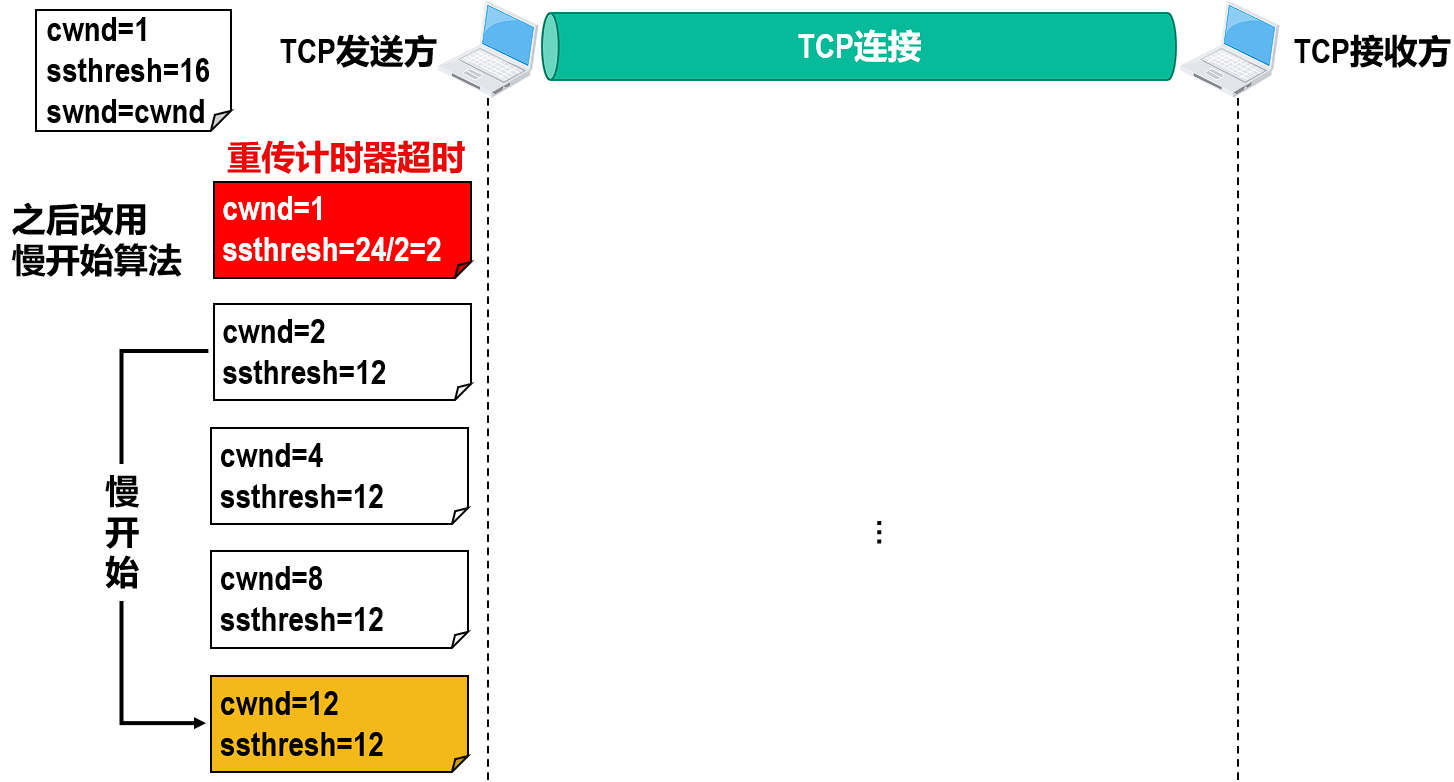 cwnd=1
ssthresh=16
swnd=cwnd
TCP发送方
TCP连接
TCP接收方
重传计时器超时
cwnd=1
ssthresh=24/2=2
之后改用
慢开始算法
cwnd=2
ssthresh=12
慢
开
始
cwnd=4
ssthresh=12
⋮
cwnd=8
ssthresh=12
cwnd=12
ssthresh=12